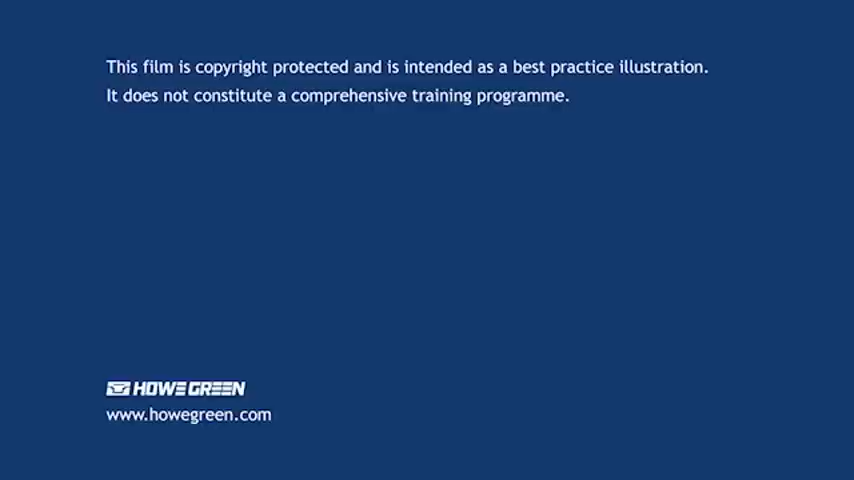 This film is copyright protected and is intended as a best practice illustration.
It does not constitute a comprehensive training programme.
HOWE GREEN
www.howegreen.com